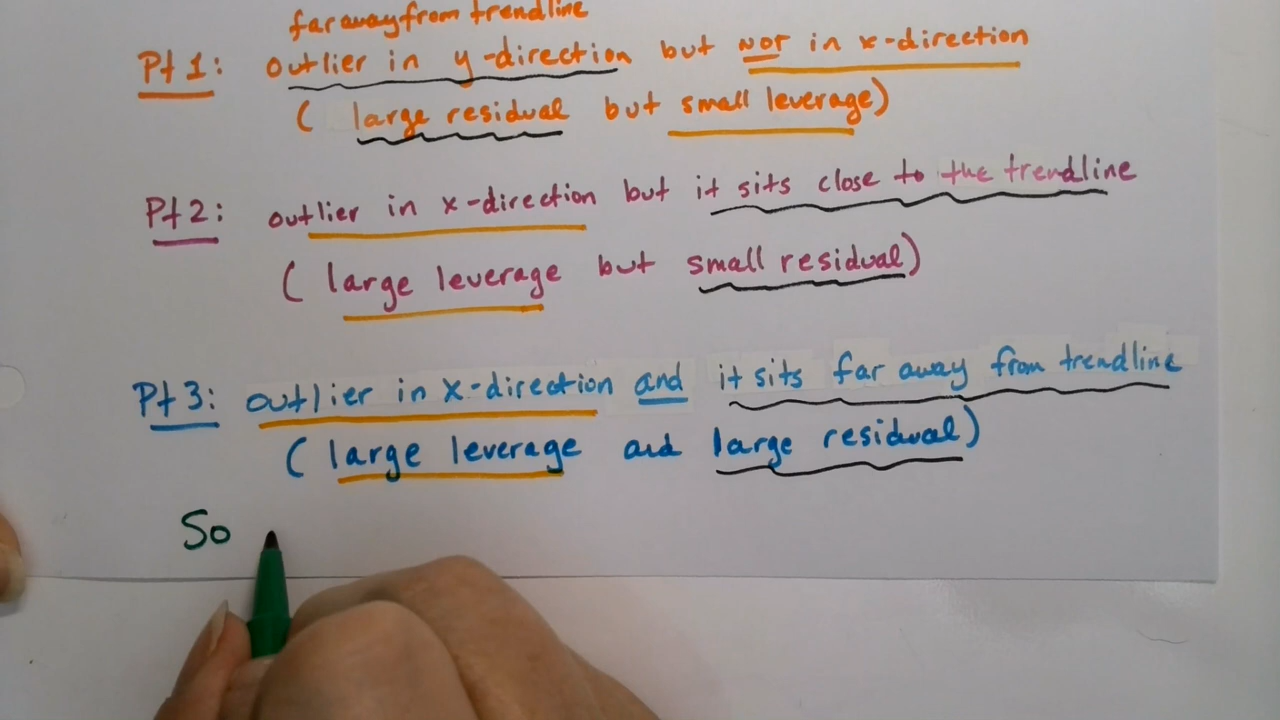 far away from trendline
Pt 1: outlier in y-direction but NOT in x-direction
( large residual but small leverage)
Pt 2: outlier in x-direction but it sits close to the trendline
( large leverage but small residual)
Pt 3: outlier in x-direction and it sits far away from trendline
( large leverage and large residual)
So